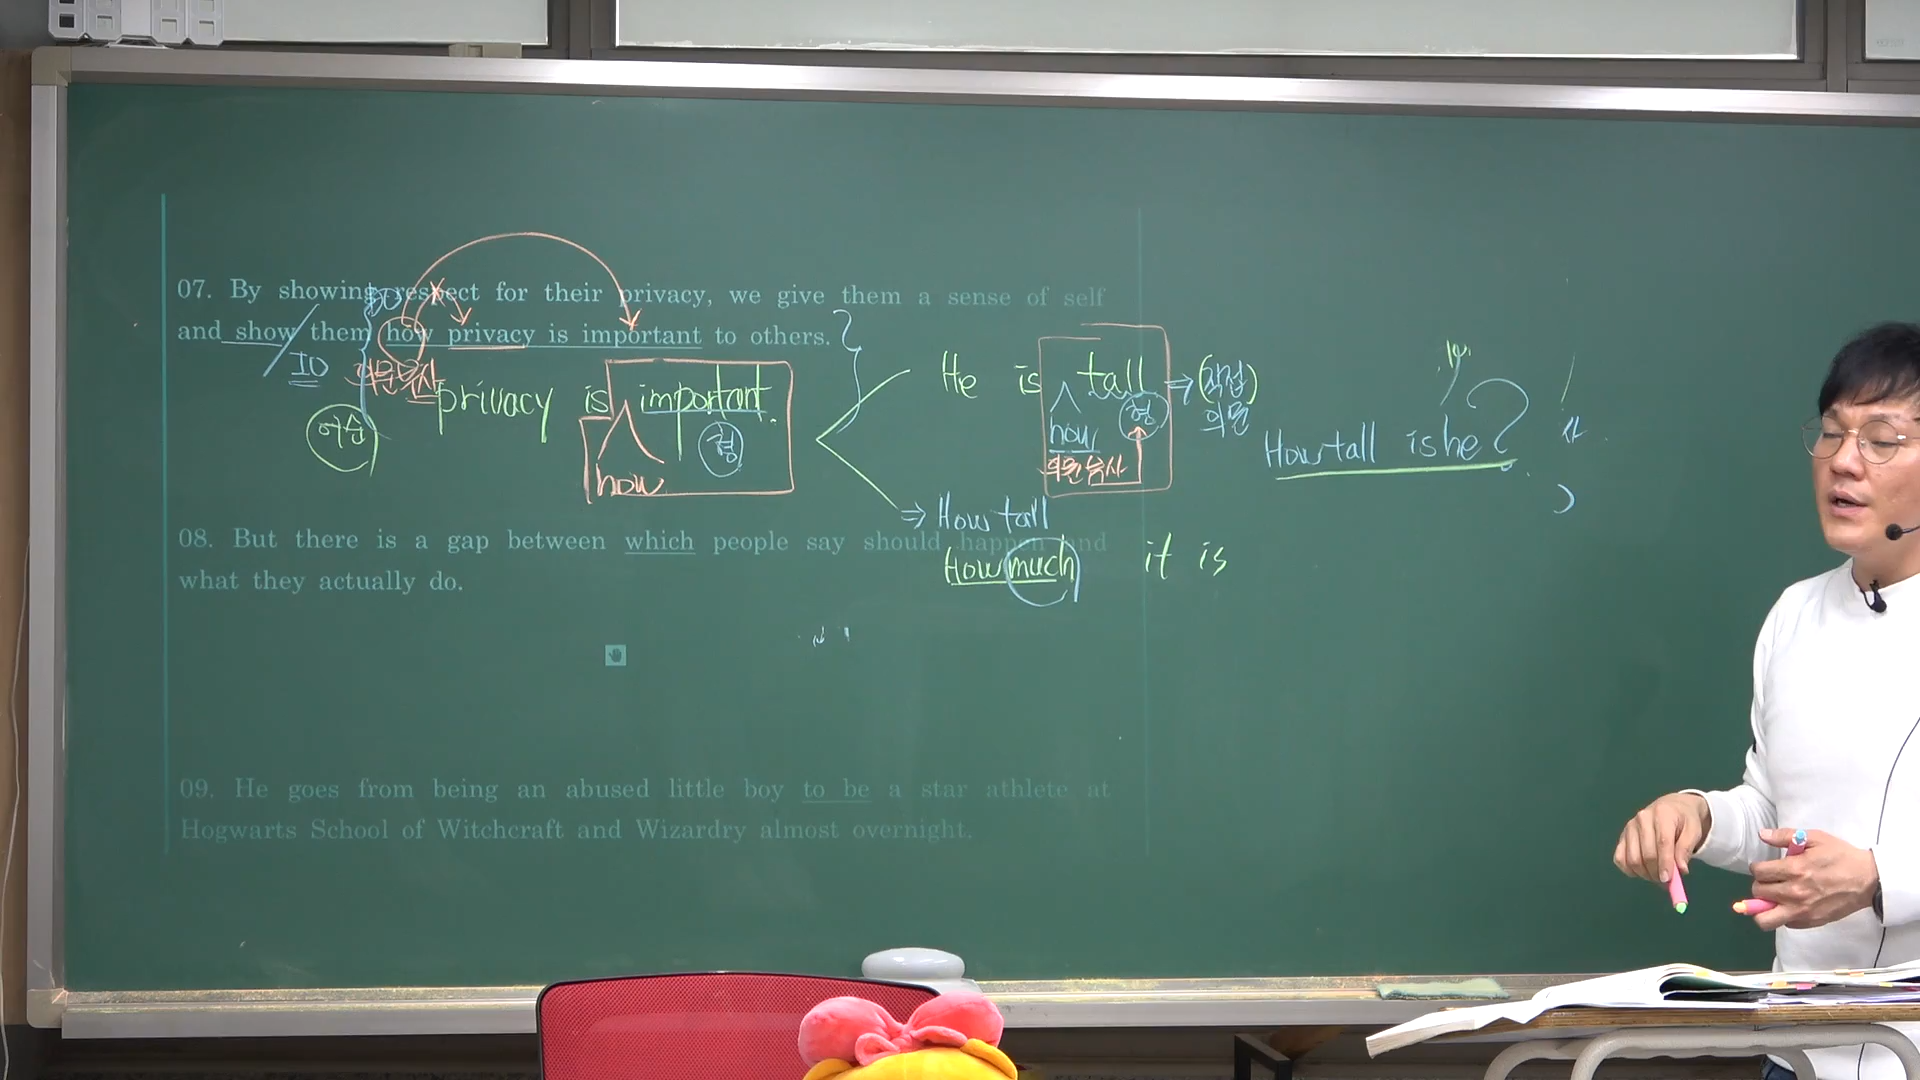 07. By showing respect for their privacy, we give them a sense of self
and show them how privacy is important to others.
DO
IO
의문부사
어순
privacy is important.
how
형
He is tall
how
형
의문부사
(직접)
의문
How tall is he?
How tall
08. But there is a gap between which people say should happen and
what they actually do.
How much it is
09. He goes from being an abused little boy to be a star athlete at
Hogwarts School of Witchcraft and Wizardry almost overnight.